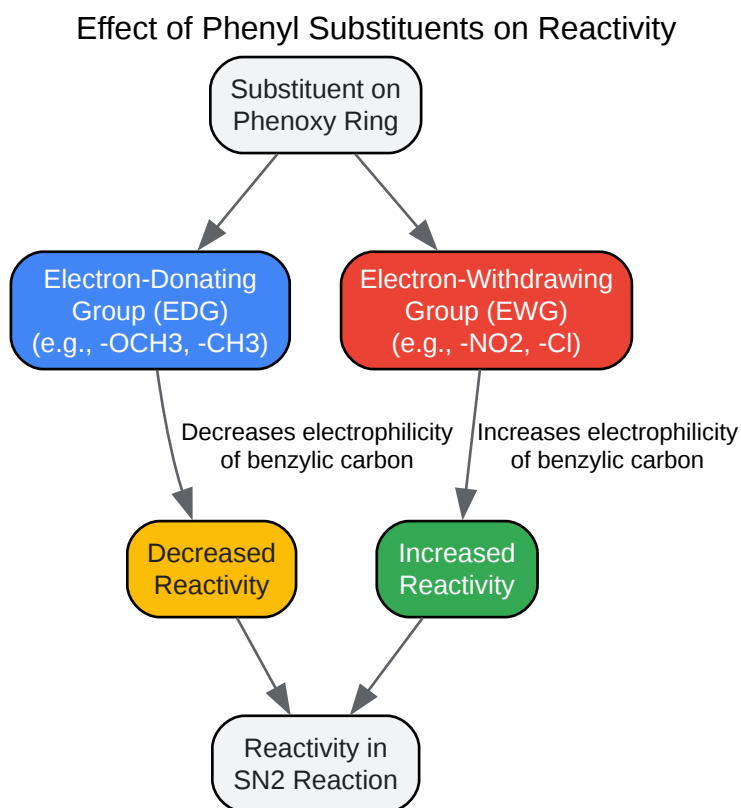 Effect of Phenyl Substituents on Reactivity
Substituent on
Phenoxy Ring
Electron-Donating
Group (EDG)
(e.g., -OCH3, -CH3)
Electron-Withdrawing
Group (EWG)
(e.g., -NO2, -Cl)
Decreases electrophilicity
of benzylic carbon
Increases electrophilicity
of benzylic carbon
Decreased
Reactivity
Increased
Reactivity
Reactivity in
SN2 Reaction